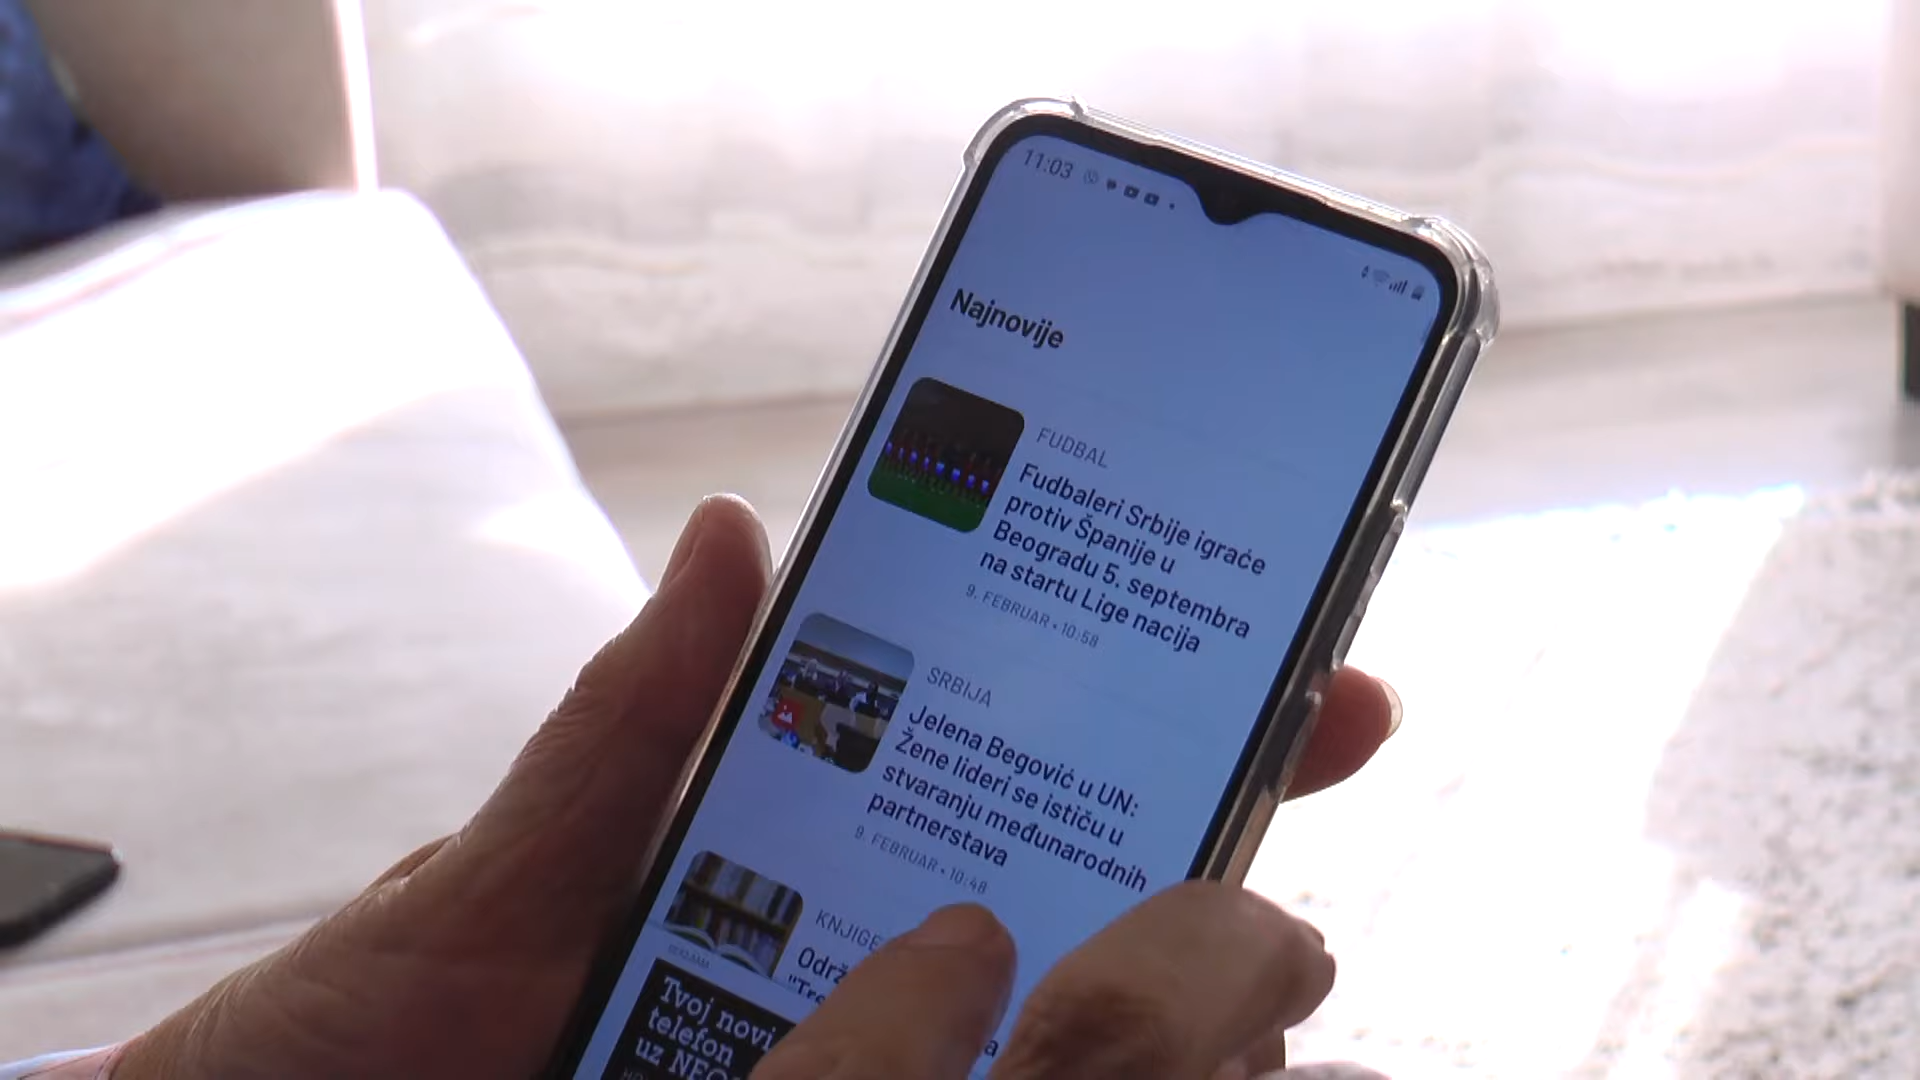 11:03
Najnovije
FUDBAL
Fudbaleri Srbije igraće
protiv Španije u
Beogradu 5. septembra
na startu Lige nacija
9. FEBRUAR • 10:58
SRBIJA
Jelena Begović u UN:
Žene lideri se ističu u
stvaranju međunarodnih
partnerstava
9. FEBRUAR • 10:48
KNJIGE
REKLAMA
Tvoj novi
telefon
uz